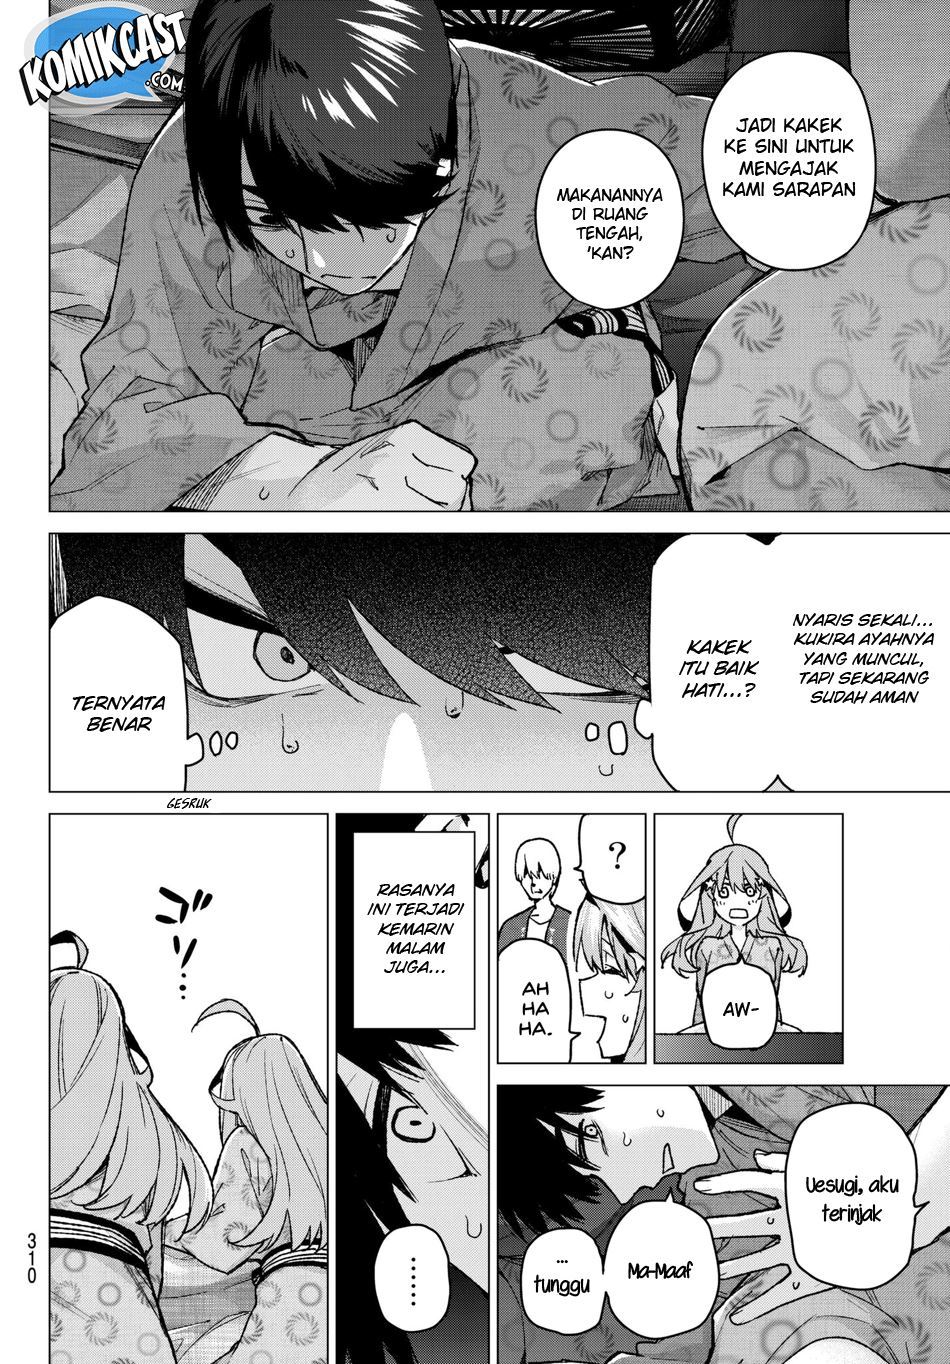 KOMIKCAST
.COM
JADI KAKEK
KE SINI UNTUK
MENGAJAK
KAMI SARAPAN
MAKANANNYA
DI RUANG
TENGAH,
'KAN?
NYARIS SEKALI...
KUKIRA AYAHNYA
YANG MUNCUL,
TAPI SEKARANG
SUDAH AMAN
KAKEK
ITU BAIK
HATI...?
TERNYATA
BENAR
GESRUK
AW-
?
AH
HA
HA.
RASANYA
INI TERJADI
KEMARIN
MALAM
JUGA...
Uesugi, aku
terinjak
Ma-Maaf
...
tunggu
......
310